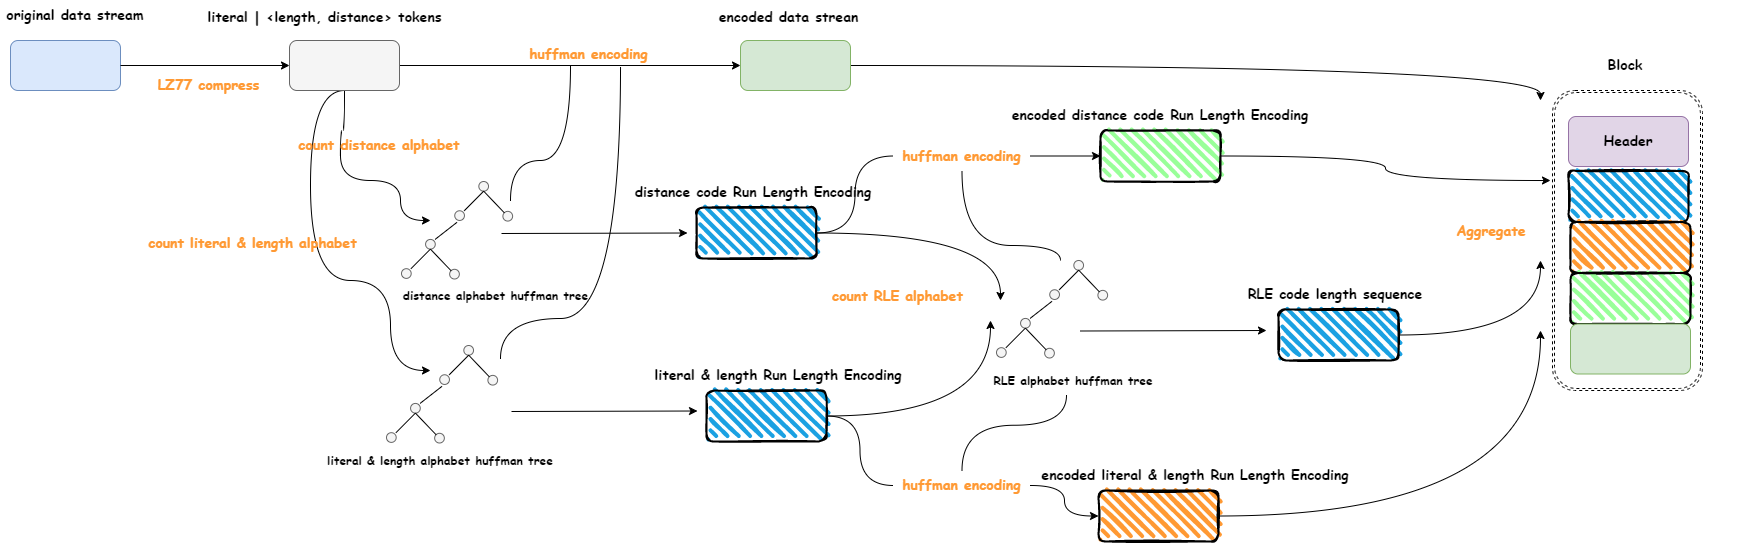 original data stream
literal | <length, distance> tokens
encoded data strean
huffman encoding
LZ77 compress
Block
encoded distance code Run Length Encoding
count distance alphabet
huffman encoding
Header
distance code Run Length Encoding
Aggregate
count literal & length alphabet
distance alphabet huffman tree
count RLE alphabet
RLE code length sequence
literal & length Run Length Encoding
RLE alphabet huffman tree
literal & length alphabet huffman tree
huffman encoding
encoded literal & length Run Length Encoding